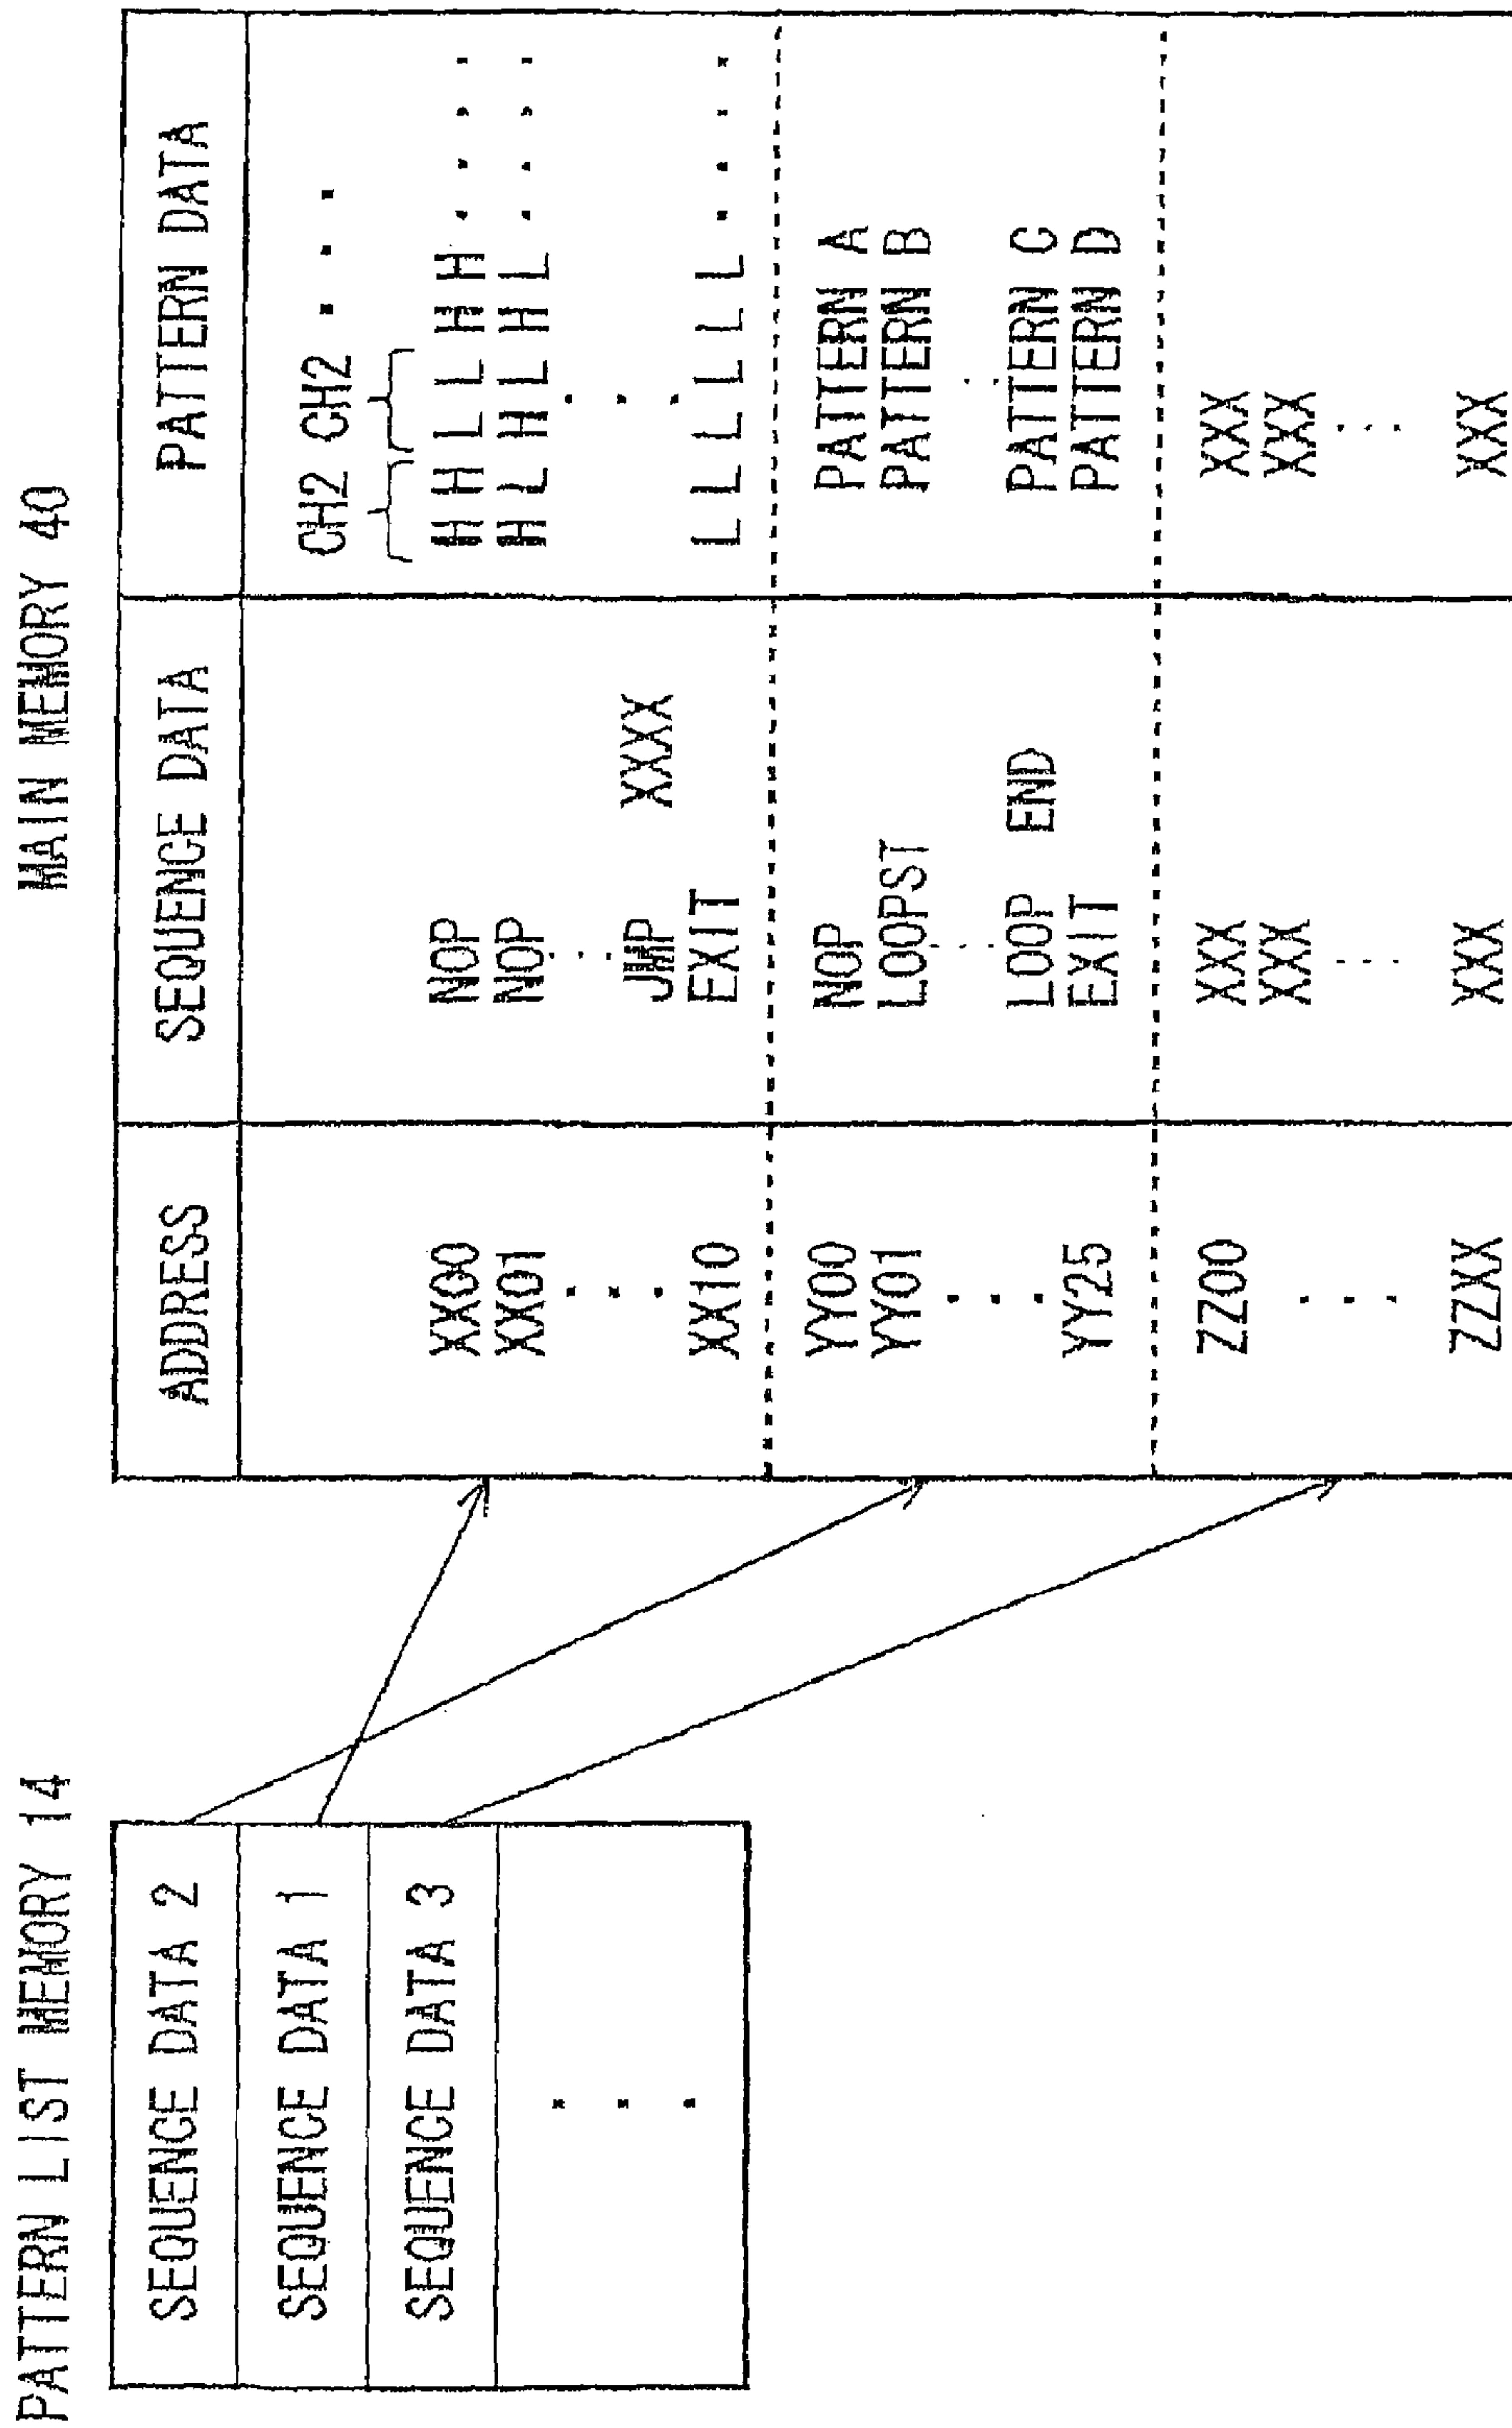 PATTERN LIST MEMORY 14
SEQUENCE DATA 2
SEQUENCE DATA 1
SEQUENCE DATA 3
. . .
MAIN MEMORY 40
ADDRESS SEQUENCE DATA PATTERN DATA
CH2 CH2 . . .
XX00 NOP H H L L H H . . . .
XX01 NOP H L H L H L . . . .
. . .
JMP XXXX
XX10 EXIT L L L L L L . . . .
YY00 NOP PATTERN A
YY01 LOOPST PATTERN B
. . .
LOOP END PATTERN C
YY25 EXIT PATTERN D
ZZ00 XXX XXX
XXX XXX
. . .
ZZXX XXX XXX